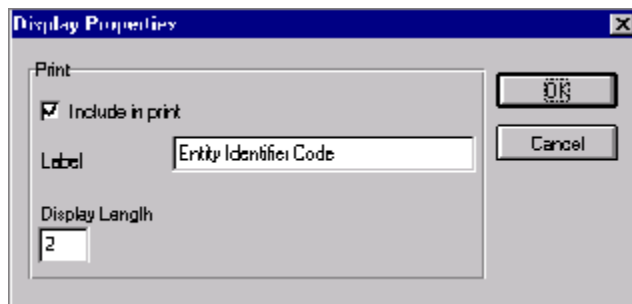 Display Properties
Print
Include in print
OK
Label
Entity Identifier Code
Cancel
Display Length
2